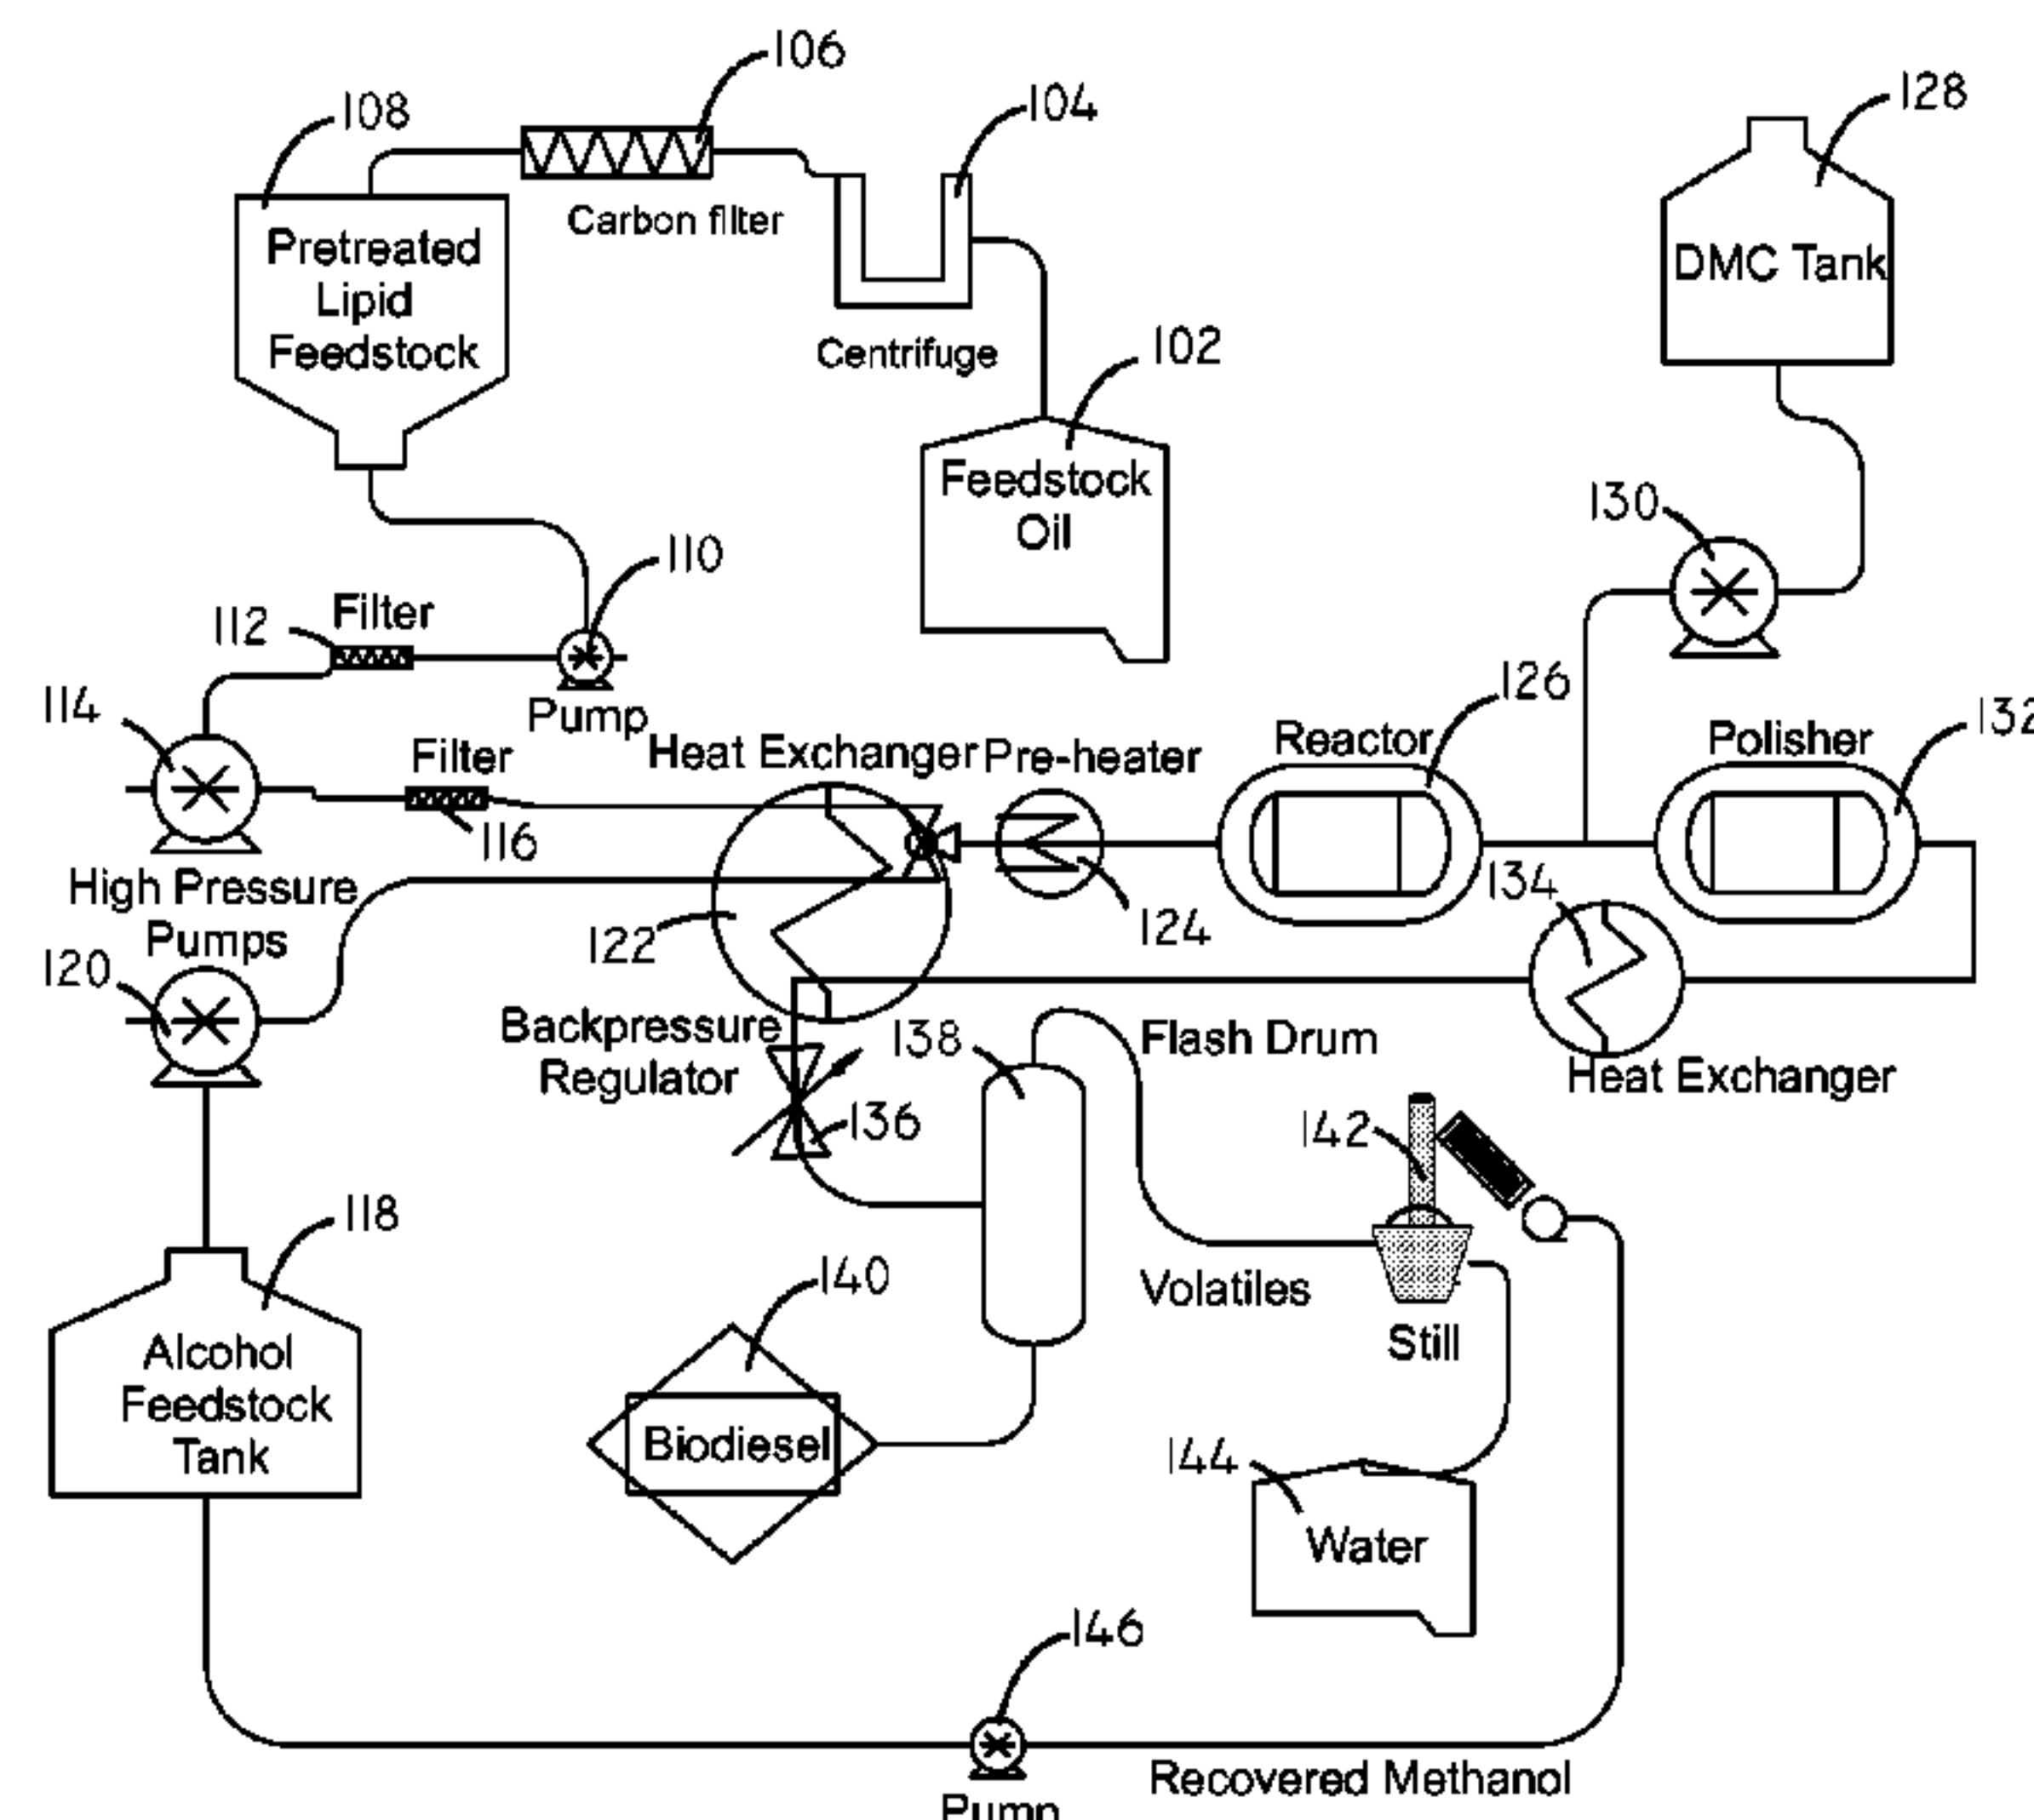 106
104
128
108
Carbon filter
Pretreated
Lipid
Feedstock
DMC Tank
Centrifuge
102
Feedstock
Oil
130
110
Filter
112
126
114
Pump
132
Heat Exchanger
Pre-heater
Reactor
Polisher
Filter
116
High Pressure
Pumps
134
124
122
120
Backpressure
Regulator
138
Flash Drum
Heat Exchanger
136
142
118
140
Volatiles
Still
Alcohol
Feedstock
Tank
Biodiesel
144
Water
146
Recovered Methanol
Pump